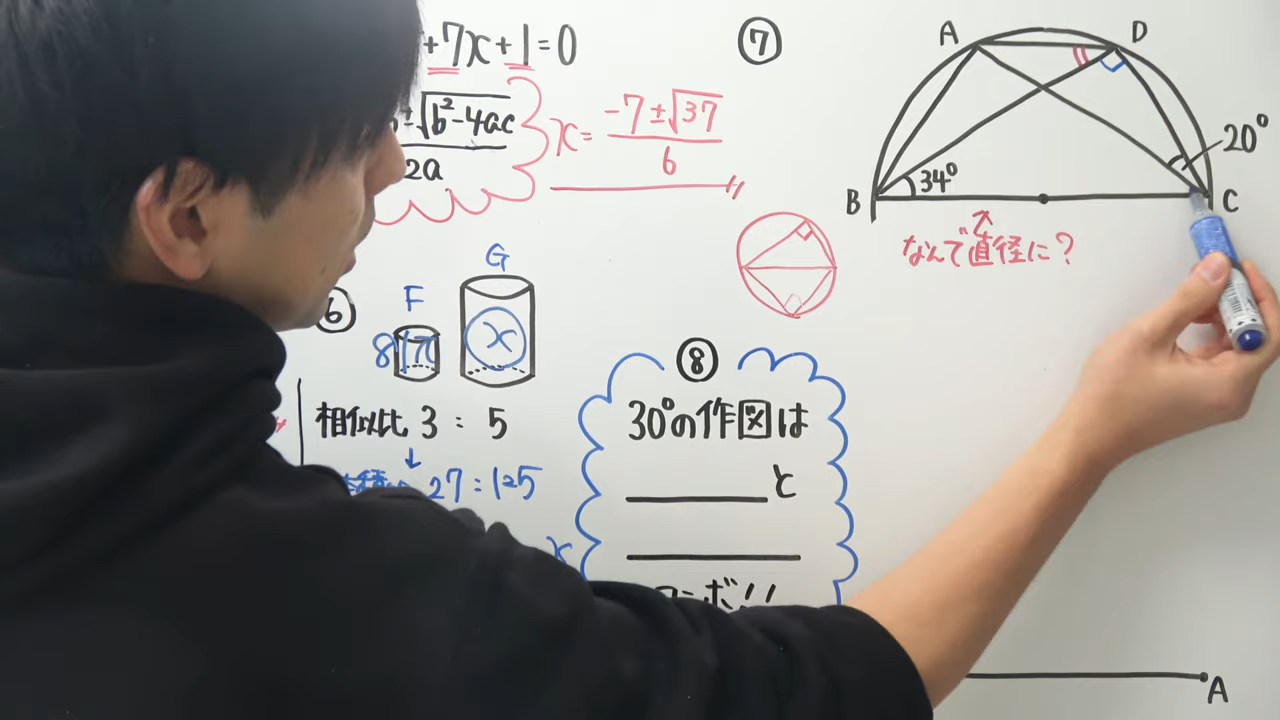 +7x+1=0
±√b²-4ac
2a
x= -7±√37
6
⑦
A
D
20°
B
34°
C
なんで直径に?
⑥
F
G
8π
x
相似比 3 : 5
27:125
x
⑧
30°の作図は
と
A